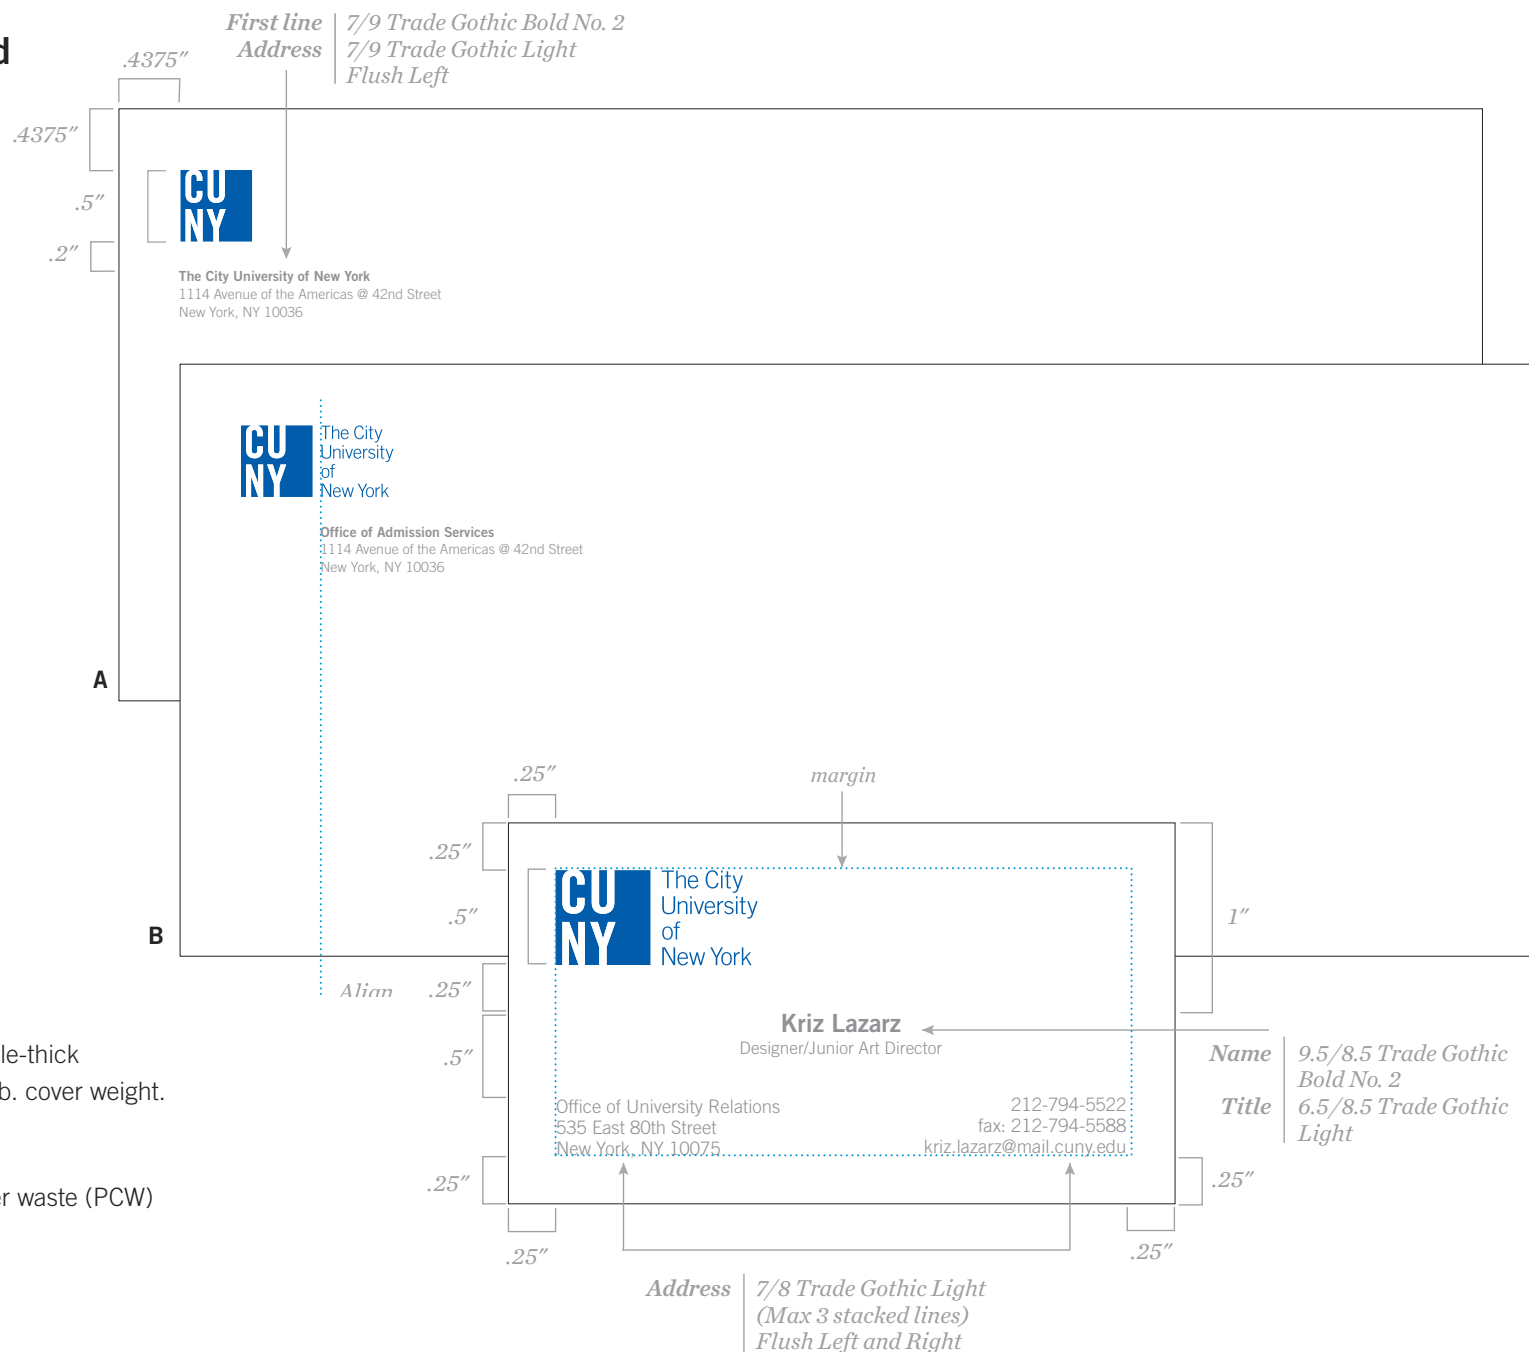 d
First line 7/9 Trade Gothic Bold No. 2
Address 7/9 Trade Gothic Light
Flush Left
.4375"
.4375"
.5"
.2"
CU
NY
The City University of New York
1114 Avenue of the Americas @ 42nd Street
New York, NY 10036
A
CU
NY
The City
University
of
New York
Office of Admission Services
1114 Avenue of the Americas @ 42nd Street
New York, NY 10036
B
Align
.25"
margin
.25"
.5"
.25"
.5"
.25"
.25"
1"
.25"
.25"
CU
NY
The City
University
of
New York
Kriz Lazarz
Designer/Junior Art Director
Office of University Relations
535 East 80th Street
New York, NY 10075
212-794-5522
fax: 212-794-5588
kriz.lazarz@mail.cuny.edu
Name 9.5/8.5 Trade Gothic
Bold No. 2
Title 6.5/8.5 Trade Gothic
Light
le-thick
b. cover weight.
er waste (PCW)
Address 7/8 Trade Gothic Light
(Max 3 stacked lines)
Flush Left and Right